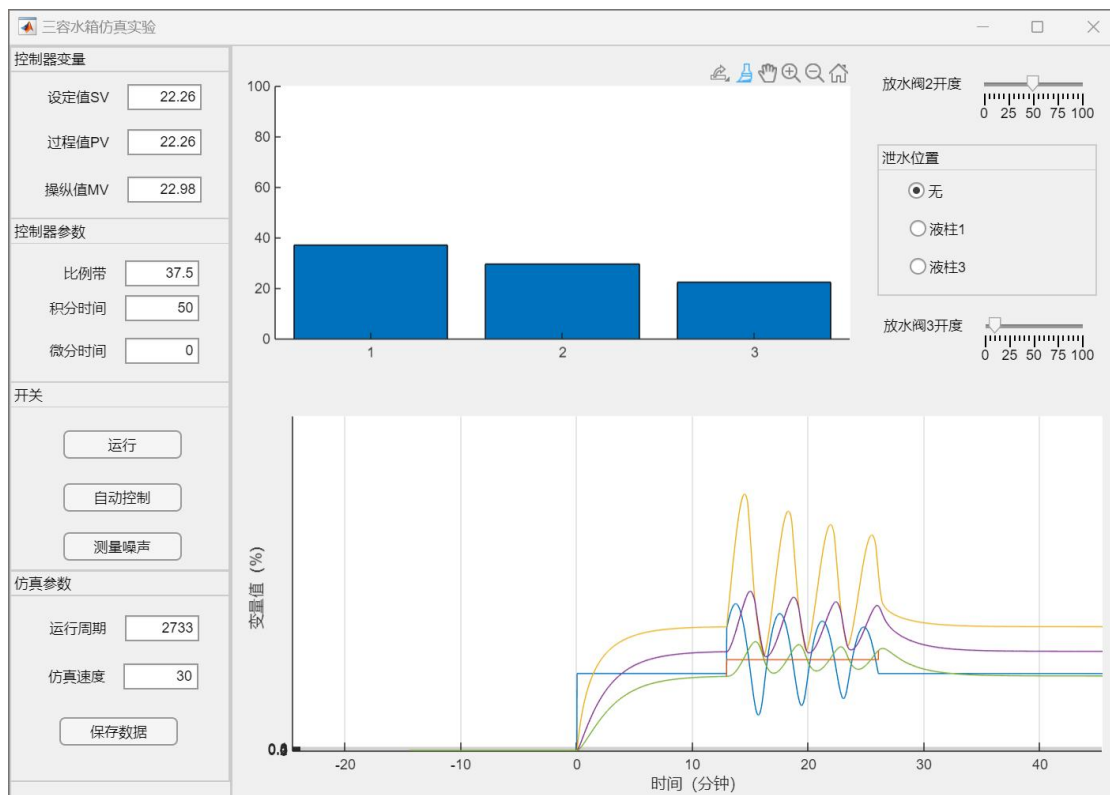 三容水箱仿真实验
控制器变量
设定值SV 22.26
过程值PV 22.26
操纵值MV 22.98
控制器参数
比例带 37.5
积分时间 50
微分时间 0
开关
运行
自动控制
测量噪声
仿真参数
运行周期 2733
仿真速度 30
保存数据
100
80
60
40
20
0
1 2 3
放水阀2开度
0 25 50 75 100
泄水位置
无
液柱1
液柱3
放水阀3开度
0 25 50 75 100
变量值 (%)
-20 -10 0 10 20 30 40
时间 (分钟)